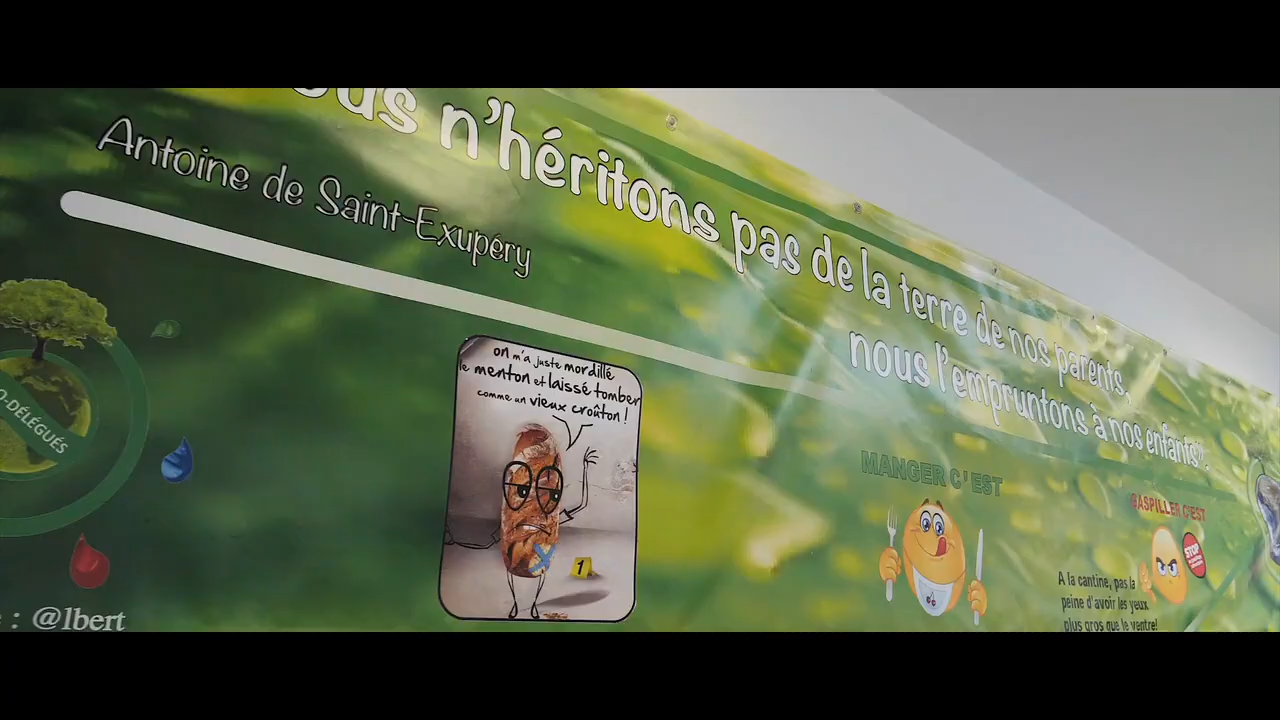 n'héritons pas de la terre de nos parents,
nous l'empruntons à nos enfants".
Antoine de Saint-Exupéry
O-DÉLÉGUÉS
: @lbert
on m'a juste mordillé
le menton et laissé tomber
comme un vieux croûton !
1
MANGER C'EST
GASPILLER C'EST
STOP
A la cantine, pas la
peine d'avoir les yeux
plus gros que le ventre!